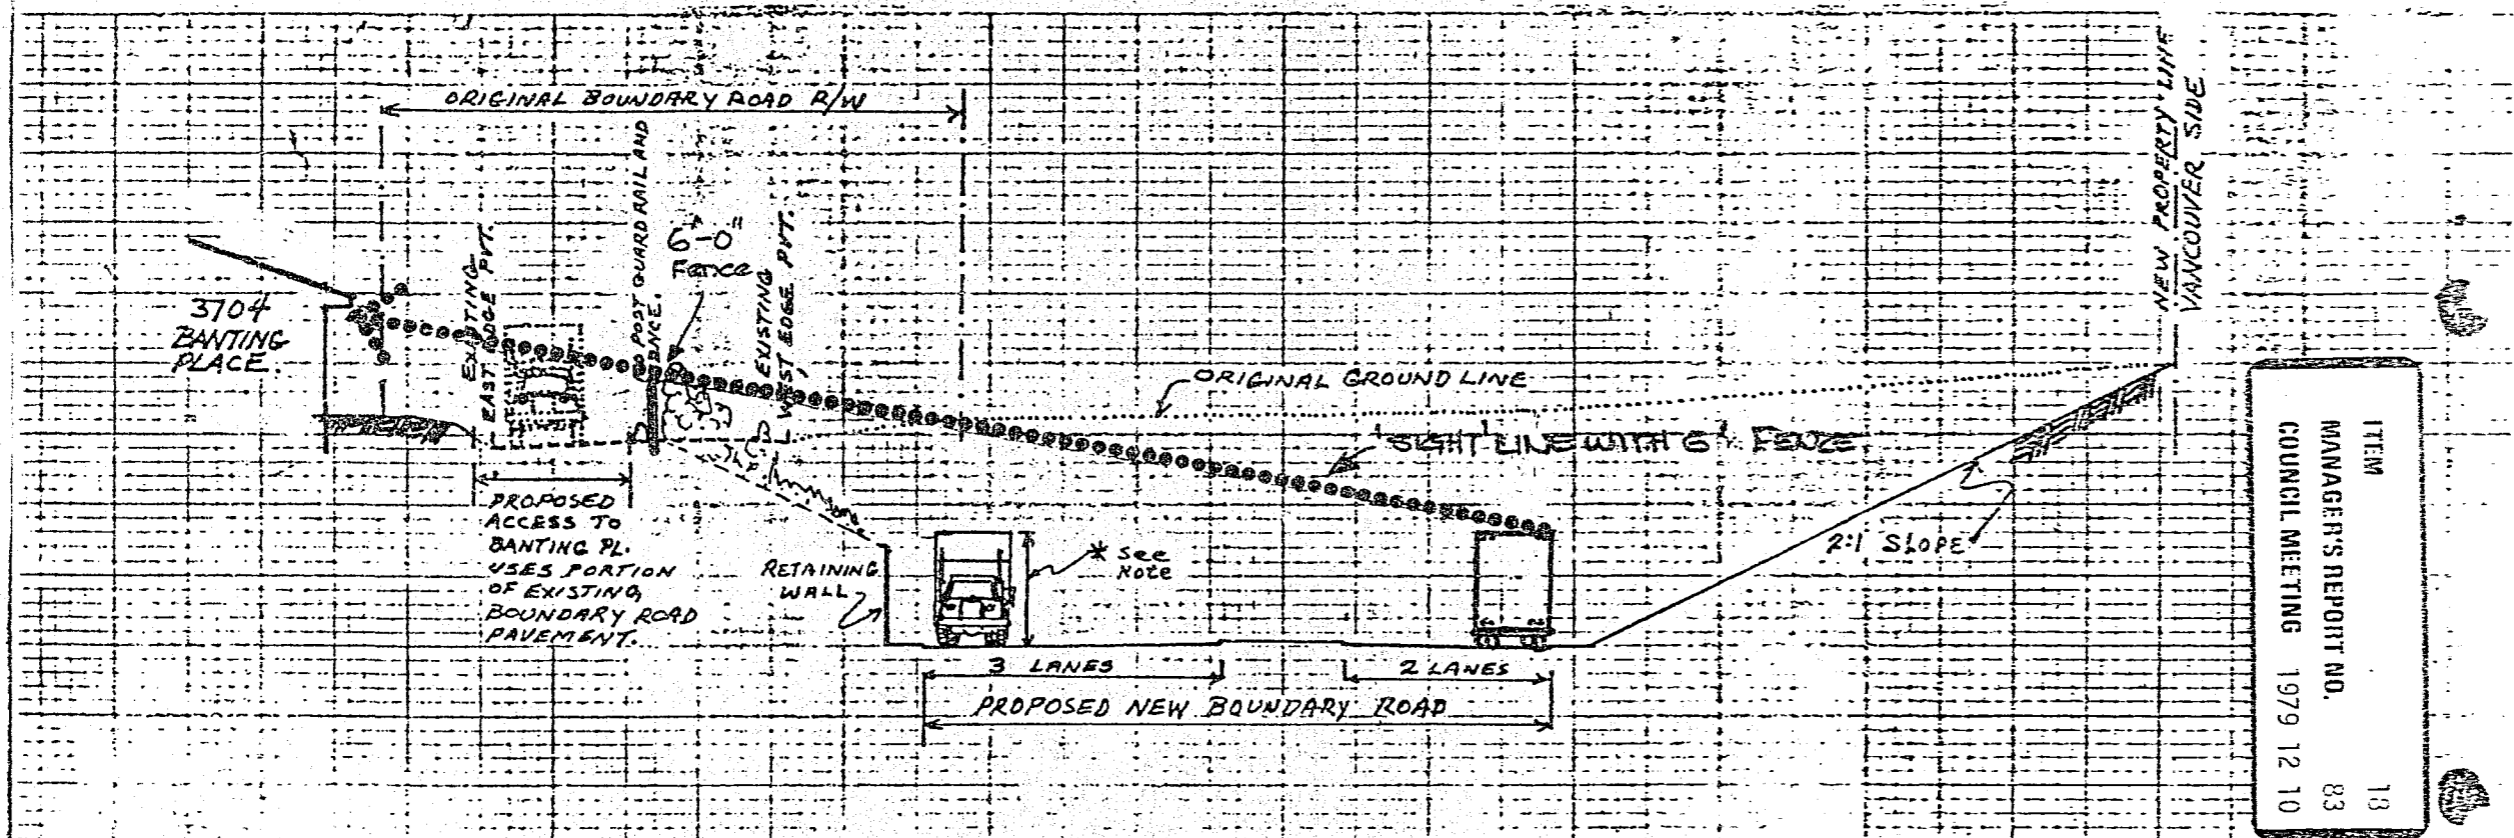 ORIGINAL BOUNDARY ROAD R/W
NEW PROPERTY LINE
VANCOUVER SIDE
3704
BANTING
PLACE.
EXISTING
EAST EDGE PVT.
POST GUARDRAIL AND
FENCE.
6'-0"
Fence
EXISTING
WEST EDGE PVT.
ORIGINAL GROUND LINE
'SIGHT' LINE WITH 6' FENCE
2:1 SLOPE
PROPOSED
ACCESS TO
BANTING PL.
USES PORTION
OF EXISTING
BOUNDARY ROAD
PAVEMENT.
RETAINING
WALL
* See
Note
3 LANES
2 LANES
PROPOSED NEW BOUNDARY ROAD
ITEM 18
MANAGER'S REPORT NO. 83
COUNCIL MEETING 1979 12 10